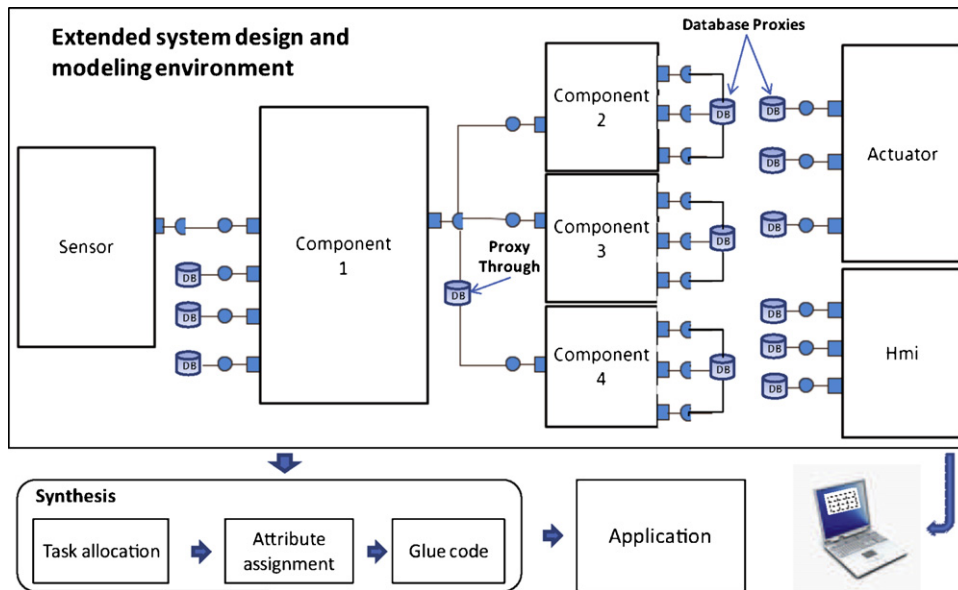 Extended system design and
modeling environment
Database Proxies
Sensor
Component
1
Component
2
Component
3
Component
4
Actuator
Hmi
Proxy
Through
DB
DB
DB
DB
DB
DB
DB
DB
DB
DB
DB
DB
DB
Synthesis
Task allocation
Attribute
assignment
Glue code
Application